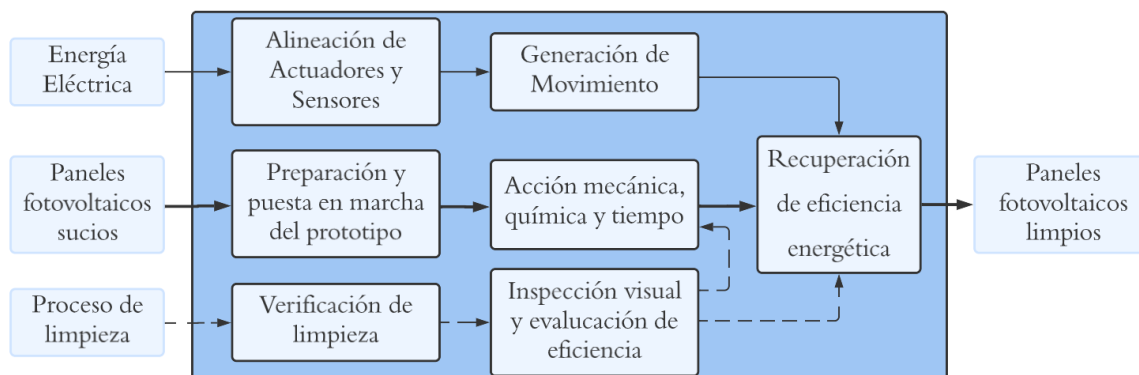 Energía
Eléctrica
Alineación de
Actuadores y
Sensores
Generación de
Movimiento
Paneles
fotovoltaicos
sucios
Preparación y
puesta en marcha
del prototipo
Acción mecánica,
química y tiempo
Recuperación
de eficiencia
energética
Paneles
fotovoltaicos
limpios
Proceso de
limpieza
Verificación de
limpieza
Inspección visual
y evalucación de
eficiencia